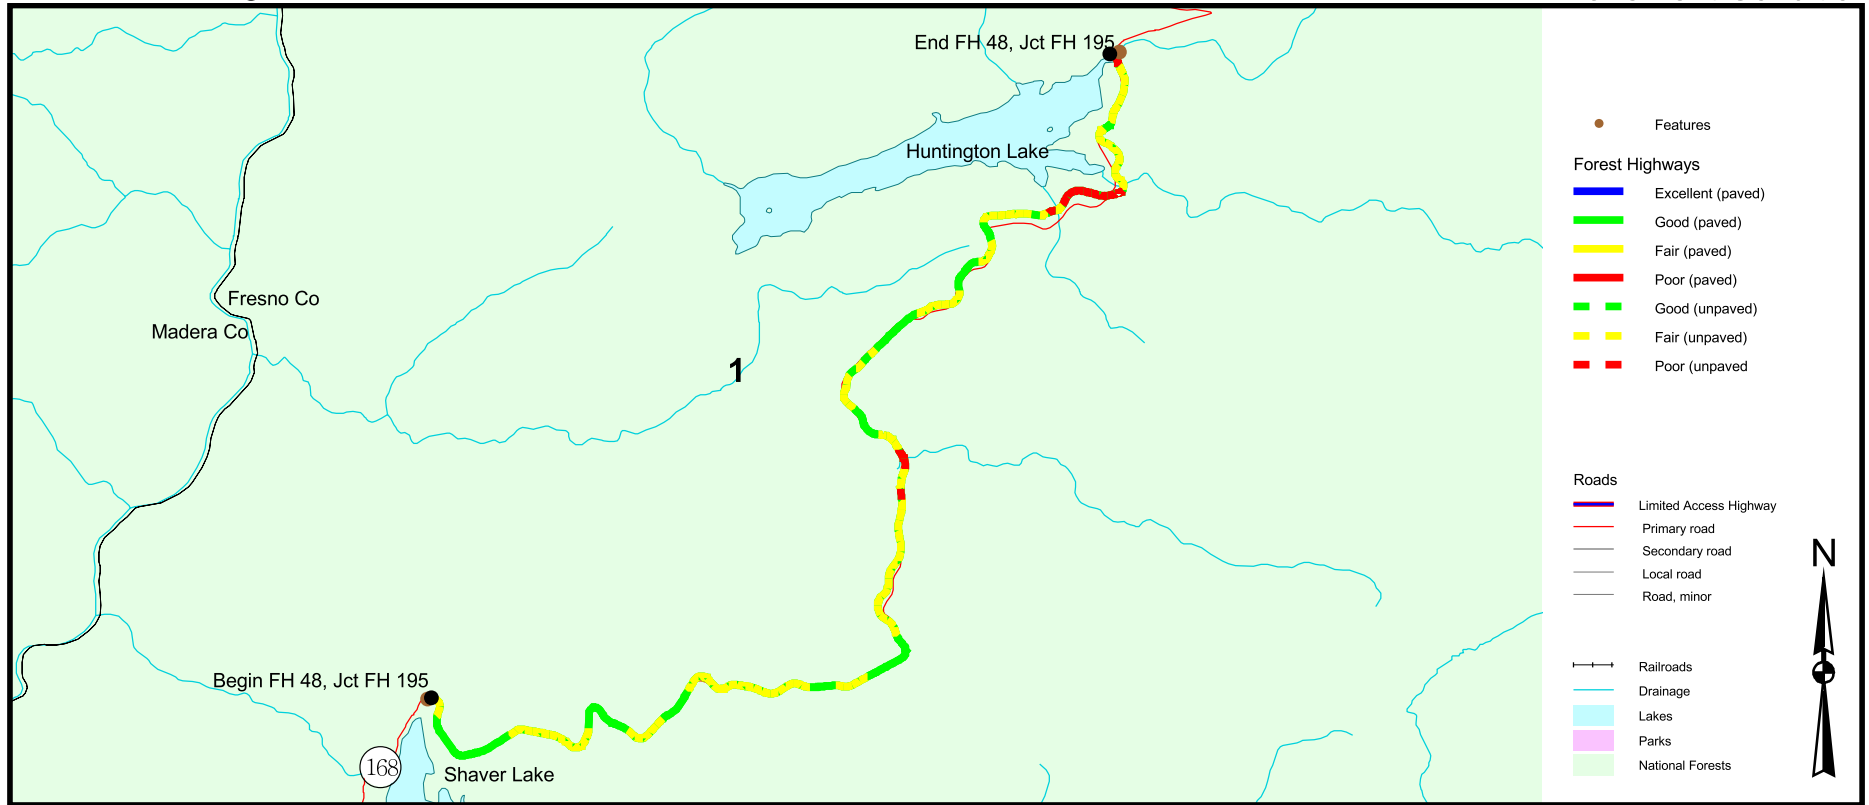 End FH 48, Jct FH 195
Huntington Lake
Fresno Co
Madera Co
1
Begin FH 48, Jct FH 195
168
Shaver Lake
Features
Forest Highways
Excellent (paved)
Good (paved)
Fair (paved)
Poor (paved)
Good (unpaved)
Fair (unpaved)
Poor (unpaved
Roads
Limited Access Highway
Primary road
Secondary road
Local road
Road, minor
N
Railroads
Drainage
Lakes
Parks
National Forests